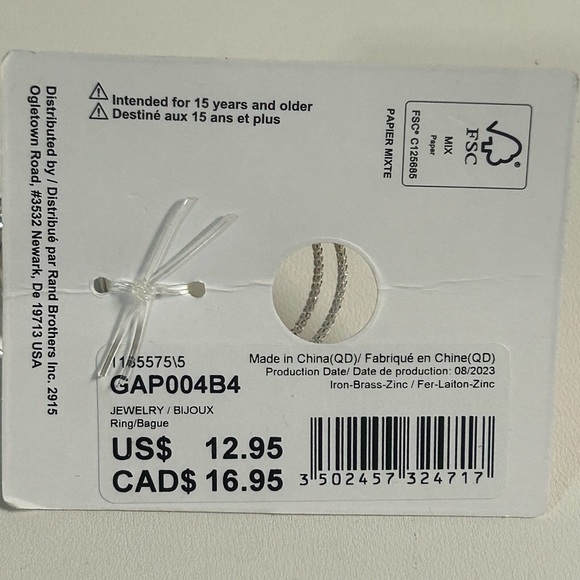 ⚠ Intended for 15 years and older
⚠ Destiné aux 15 ans et plus
FSC
MIX
Paper
FSC® C125685
PAPIER MIXTE
Distributed by / Distribué par Rand Brothers Inc. 2915
Ogletown Road, #3532 Newark, De 19713 USA
1165575\5
GAP004B4
JEWELRY / BIJOUX
Ring/Bague
US$ 12.95
CAD$ 16.95
Made in China(QD)/ Fabriqué en Chine(QD)
Production Date/ Date de production: 08/2023
Iron-Brass-Zinc / Fer-Laiton-Zinc
3 502457 324717